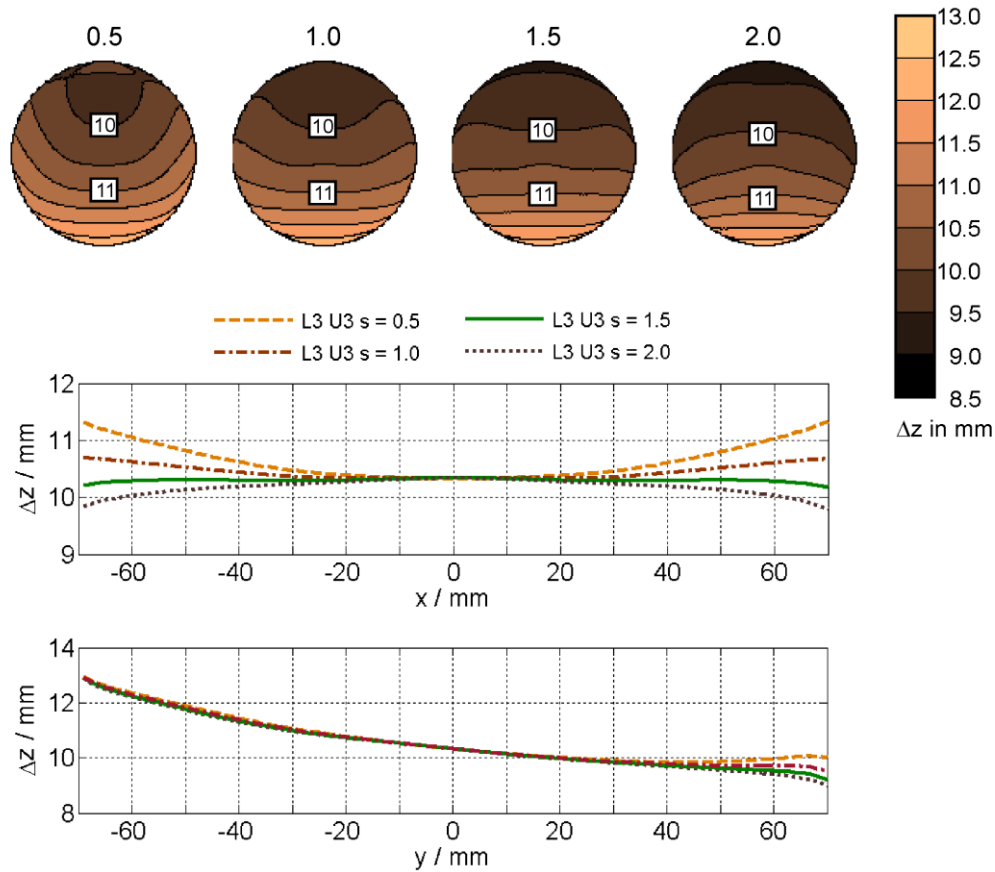 0.5 1.0 1.5 2.0
10 10 10 10
11 11 11 11
13.0
12.5
12.0
11.5
11.0
10.5
10.0
9.5
9.0
8.5
Δz in mm
L3 U3 s = 0.5 L3 U3 s = 1.5
L3 U3 s = 1.0 L3 U3 s = 2.0
12
11
10
9
Δz / mm
-60 -40 -20 0 20 40 60
x / mm
14
12
10
8
Δz / mm
-60 -40 -20 0 20 40 60
y / mm